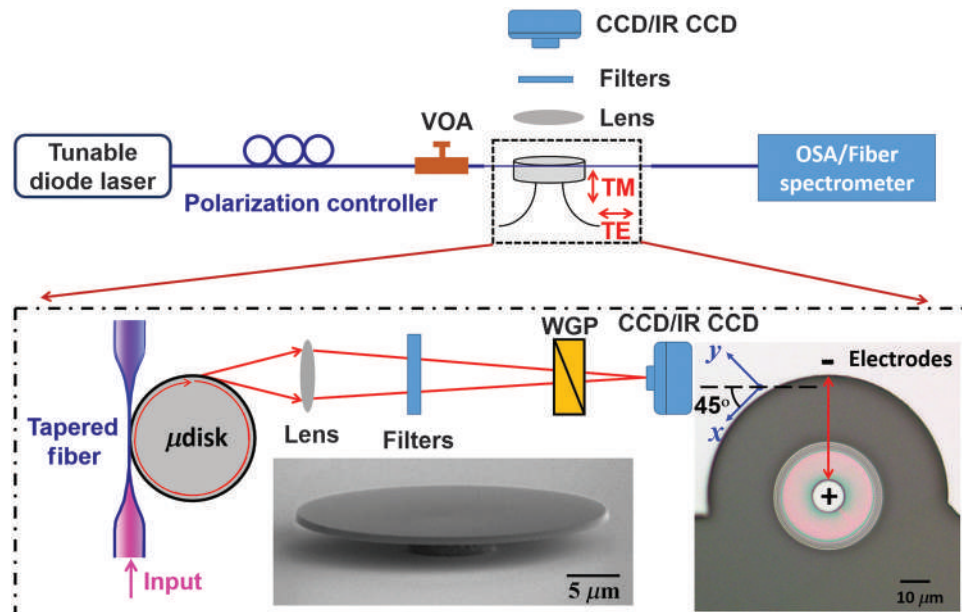 CCD/IR CCD
Filters
Lens
VOA
Tunable
diode laser
Polarization controller
TM
TE
OSA/Fiber
spectrometer
WGP
CCD/IR CCD
Tapered
fiber
μdisk
Lens
Filters
Input
5 μm
y
- Electrodes
45°
x
+
10 μm